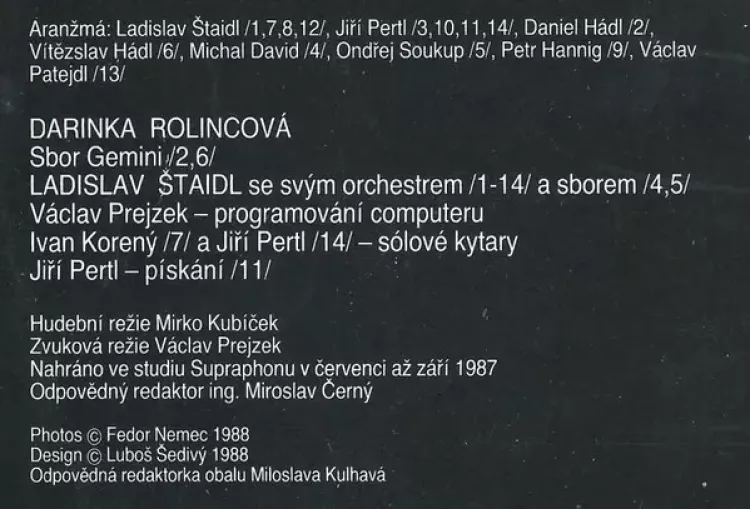 Aranžmá: Ladislav Štaidl /1,7,8,12/, Jiří Pertl /3,10,11,14/, Daniel Hádl /2/,
Vítězslav Hádl /6/, Michal David /4/, Ondřej Soukup /5/, Petr Hannig /9/, Václav
Patejdl /13/
DARINKA ROLINCOVÁ
Sbor Gemini /2,6/
LADISLAV ŠTAIDL se svým orchestrem /1-14/ a sborem /4,5/
Václav Prejzek – programování computeru
Ivan Korený /7/ a Jiří Pertl /14/ – sólové kytary
Jiří Pertl – pískání /11/
Hudební režie Mirko Kubíček
Zvuková režie Václav Prejzek
Nahráno ve studiu Supraphonu v červenci až září 1987
Odpovědný redaktor ing. Miroslav Černý
Photos © Fedor Nemec 1988
Design © Luboš Šedivý 1988
Odpovědná redaktorka obalu Miloslava Kulhavá